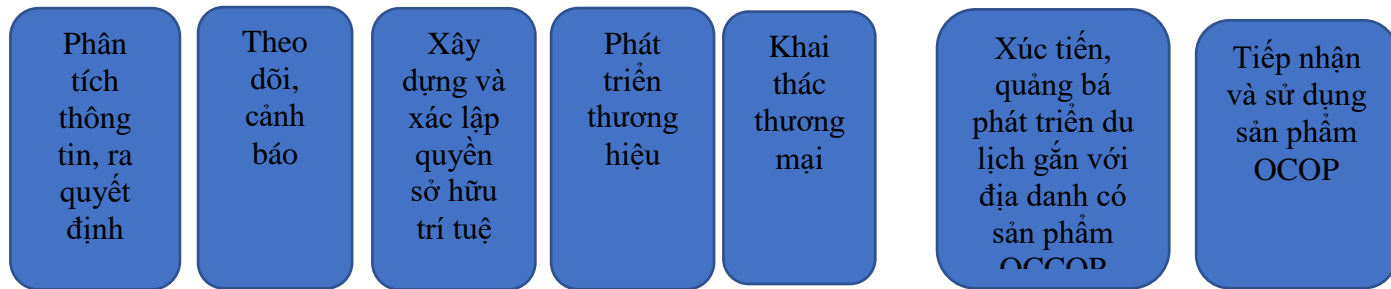 Phân
tích
thông
tin, ra
quyết
định
Theo
dõi,
cảnh
báo
Xây
dựng và
xác lập
quyền
sở hữu
trí tuệ
Phát
triển
thương
hiệu
Khai
thác
thương
mại
Xúc tiến,
quảng bá
phát triển du
lịch gắn với
địa danh có
sản phẩm
OCCOP
Tiếp nhận
và sử dụng
sản phẩm
OCOP